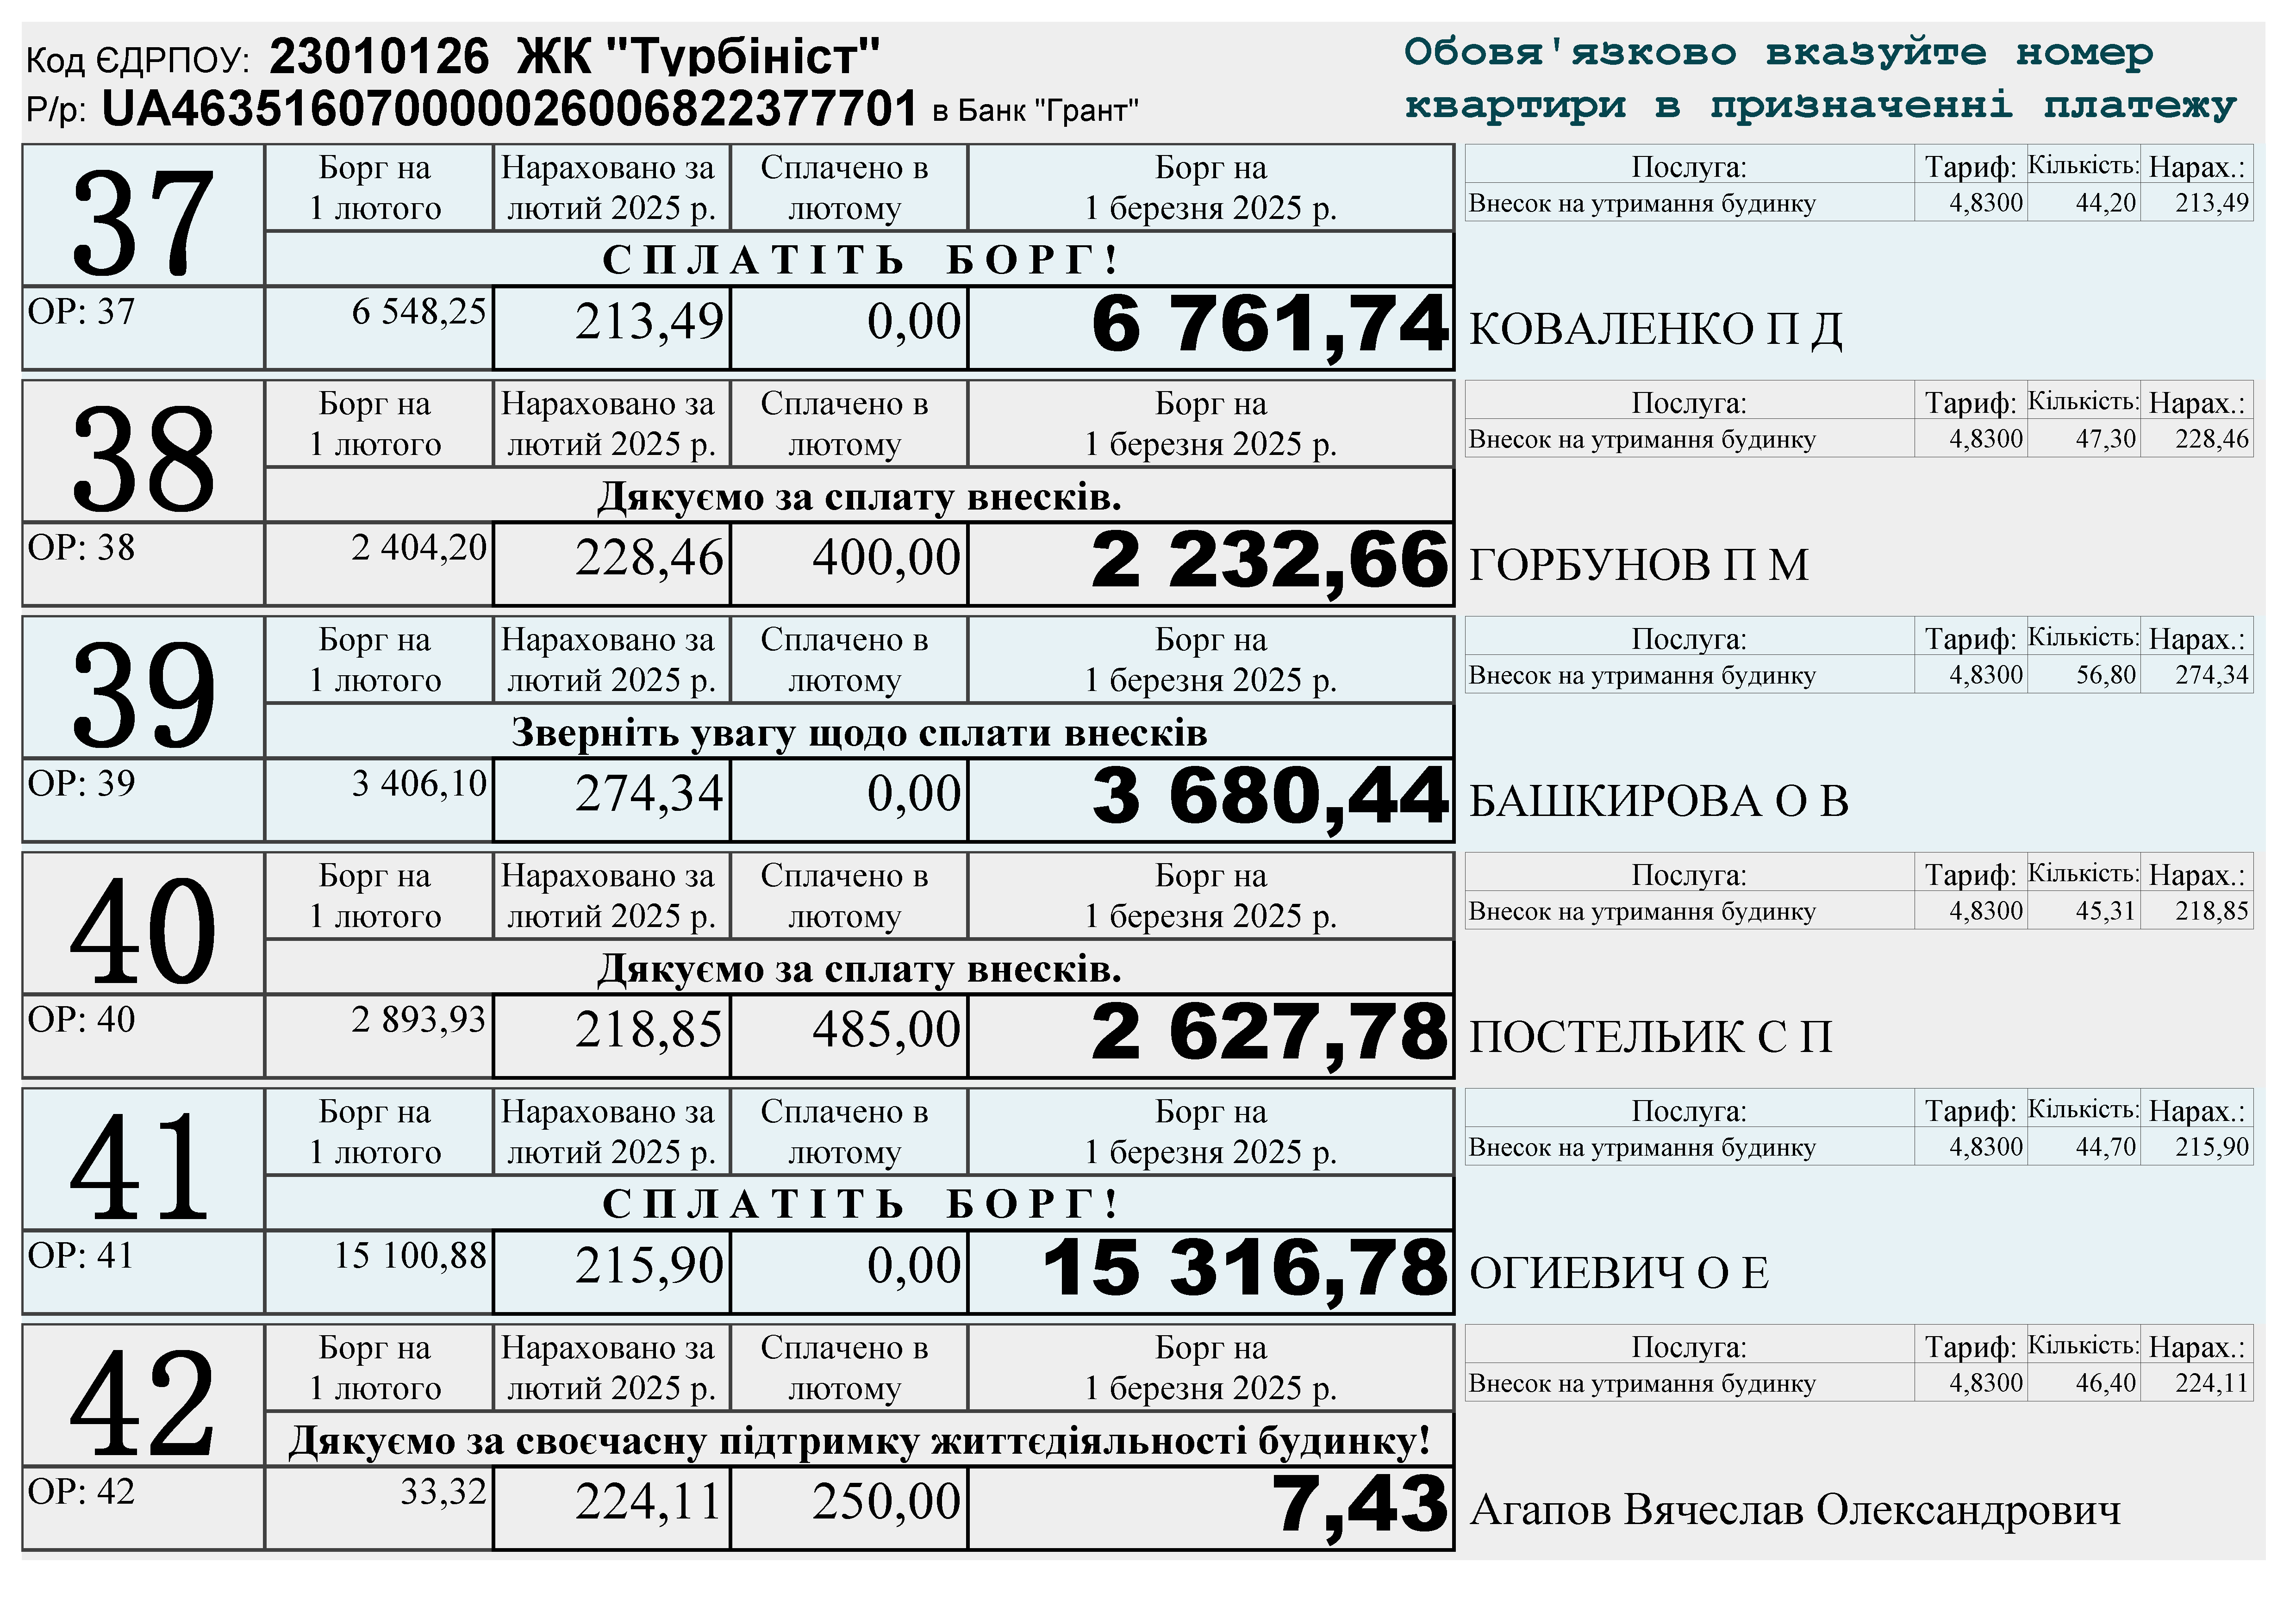 Код ЄДРПОУ: 23010126 ЖК "Турбініст"
Р/р: UA463516070000026006822377701 в Банк "Грант"
Обовя'язково вказуйте номер
квартири в призначенні платежу
37
Борг на 1 лютого
Нараховано за лютий 2025 р.
Сплачено в лютому
Борг на 1 березня 2025 р.
СПЛАТІТЬ БОРГ!
ОР: 37 6 548,25 213,49 0,00 6 761,74
Послуга: Тариф: Кількість: Нарах.:
Внесок на утримання будинку 4,8300 44,20 213,49
КОВАЛЕНКО П Д
38
Борг на 1 лютого
Нараховано за лютий 2025 р.
Сплачено в лютому
Борг на 1 березня 2025 р.
Дякуємо за сплату внесків.
ОР: 38 2 404,20 228,46 400,00 2 232,66
Послуга: Тариф: Кількість: Нарах.:
Внесок на утримання будинку 4,8300 47,30 228,46
ГОРБУНОВ П М
39
Борг на 1 лютого
Нараховано за лютий 2025 р.
Сплачено в лютому
Борг на 1 березня 2025 р.
Зверніть увагу щодо сплати внесків
ОР: 39 3 406,10 274,34 0,00 3 680,44
Послуга: Тариф: Кількість: Нарах.:
Внесок на утримання будинку 4,8300 56,80 274,34
БАШКИРОВА О В
40
Борг на 1 лютого
Нараховано за лютий 2025 р.
Сплачено в лютому
Борг на 1 березня 2025 р.
Дякуємо за сплату внесків.
ОР: 40 2 893,93 218,85 485,00 2 627,78
Послуга: Тариф: Кількість: Нарах.:
Внесок на утримання будинку 4,8300 45,31 218,85
ПОСТЕЛЬИК С П
41
Борг на 1 лютого
Нараховано за лютий 2025 р.
Сплачено в лютому
Борг на 1 березня 2025 р.
СПЛАТІТЬ БОРГ!
ОР: 41 15 100,88 215,90 0,00 15 316,78
Послуга: Тариф: Кількість: Нарах.:
Внесок на утримання будинку 4,8300 44,70 215,90
ОГИЕВИЧ О Е
42
Борг на 1 лютого
Нараховано за лютий 2025 р.
Сплачено в лютому
Борг на 1 березня 2025 р.
Дякуємо за своєчасну підтримку життєдіяльності будинку!
ОР: 42 33,32 224,11 250,00 7,43
Послуга: Тариф: Кількість: Нарах.:
Внесок на утримання будинку 4,8300 46,40 224,11
Агапов Вячеслав Олександрович